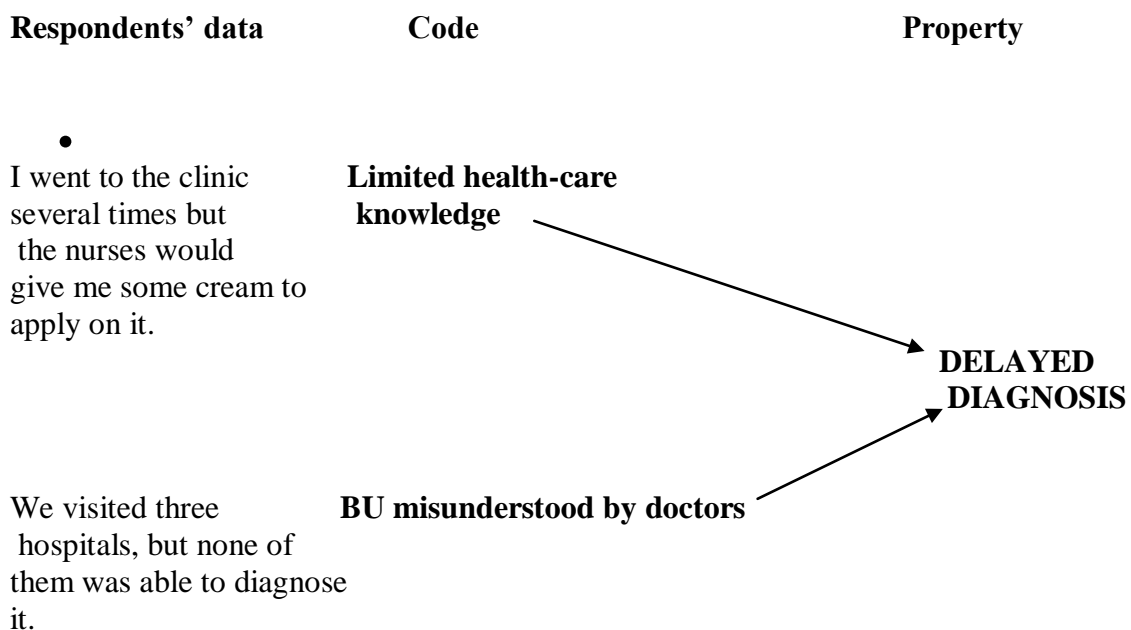 Respondents' data Code Property
•
I went to the clinic Limited health-care
several times but knowledge
the nurses would
give me some cream to
apply on it.
DELAYED
DIAGNOSIS
We visited three BU misunderstood by doctors
hospitals, but none of
them was able to diagnose
it.